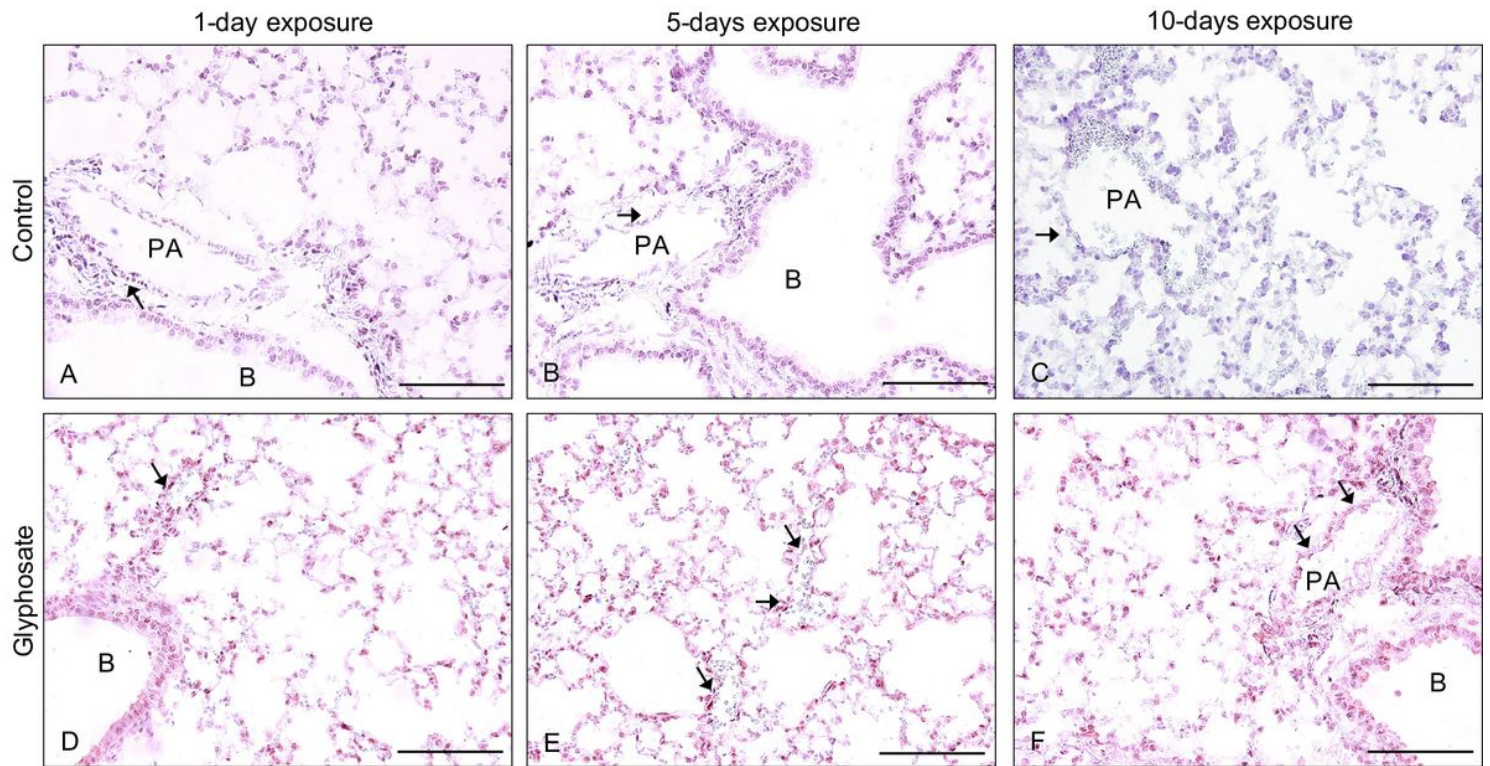 1-day exposure 5-days exposure 10-days exposure
Control
PA
B
A
PA
B
B
PA
C
Glyphosate
B
D
E
PA
B
F